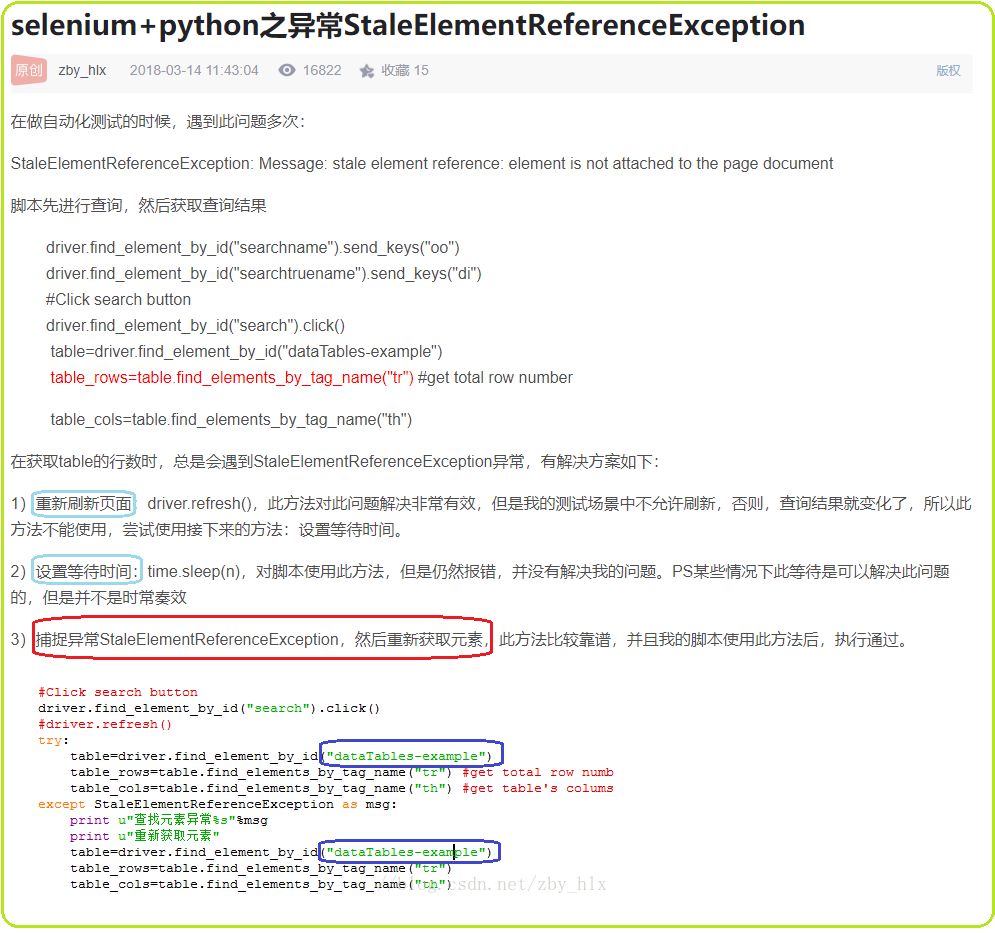 selenium+python之异常StaleElementReferenceException
原创 zby_hlx 2018-03-14 11:43:04 16822 收藏 15 版权
在做自动化测试的时候，遇到此问题多次：
StaleElementReferenceException: Message: stale element reference: element is not attached to the page document
脚本先进行查询，然后获取查询结果
driver.find_element_by_id("searchname").send_keys("oo")
driver.find_element_by_id("searchtruename").send_keys("di")
#Click search button
driver.find_element_by_id("search").click()
table=driver.find_element_by_id("dataTables-example")
table_rows=table.find_elements_by_tag_name("tr") #get total row number
table_cols=table.find_elements_by_tag_name("th")
在获取table的行数时，总是会遇到StaleElementReferenceException异常，有解决方案如下：
1）重新刷新页面：driver.refresh()，此方法对此问题解决非常有效，但是我的测试场景中不允许刷新，否则，查询结果就变化了，所以此
方法不能使用，尝试使用接下来的方法：设置等待时间。
2）设置等待时间：time.sleep(n)，对脚本使用此方法，但是仍然报错，并没有解决我的问题。PS某些情况下此等待是可以解决此问题
的，但是并不是时常奏效
3）捕捉异常StaleElementReferenceException，然后重新获取元素，此方法比较靠谱，并且我的脚本使用此方法后，执行通过。
#Click search button
driver.find_element_by_id("search").click()
#driver.refresh()
try:
table=driver.find_element_by_id("dataTables-example")
table_rows=table.find_elements_by_tag_name("tr") #get total row numb
table_cols=table.find_elements_by_tag_name("th") #get table's colums
except StaleElementReferenceException as msg:
print u"查找元素异常%s"%msg
print u"重新获取元素"
table=driver.find_element_by_id("dataTables-example")
table_rows=table.find_elements_by_tag_name("tr")
table_cols=table.find_elements_by_tag_name("th")
//blog.csdn.net/zby_hlx